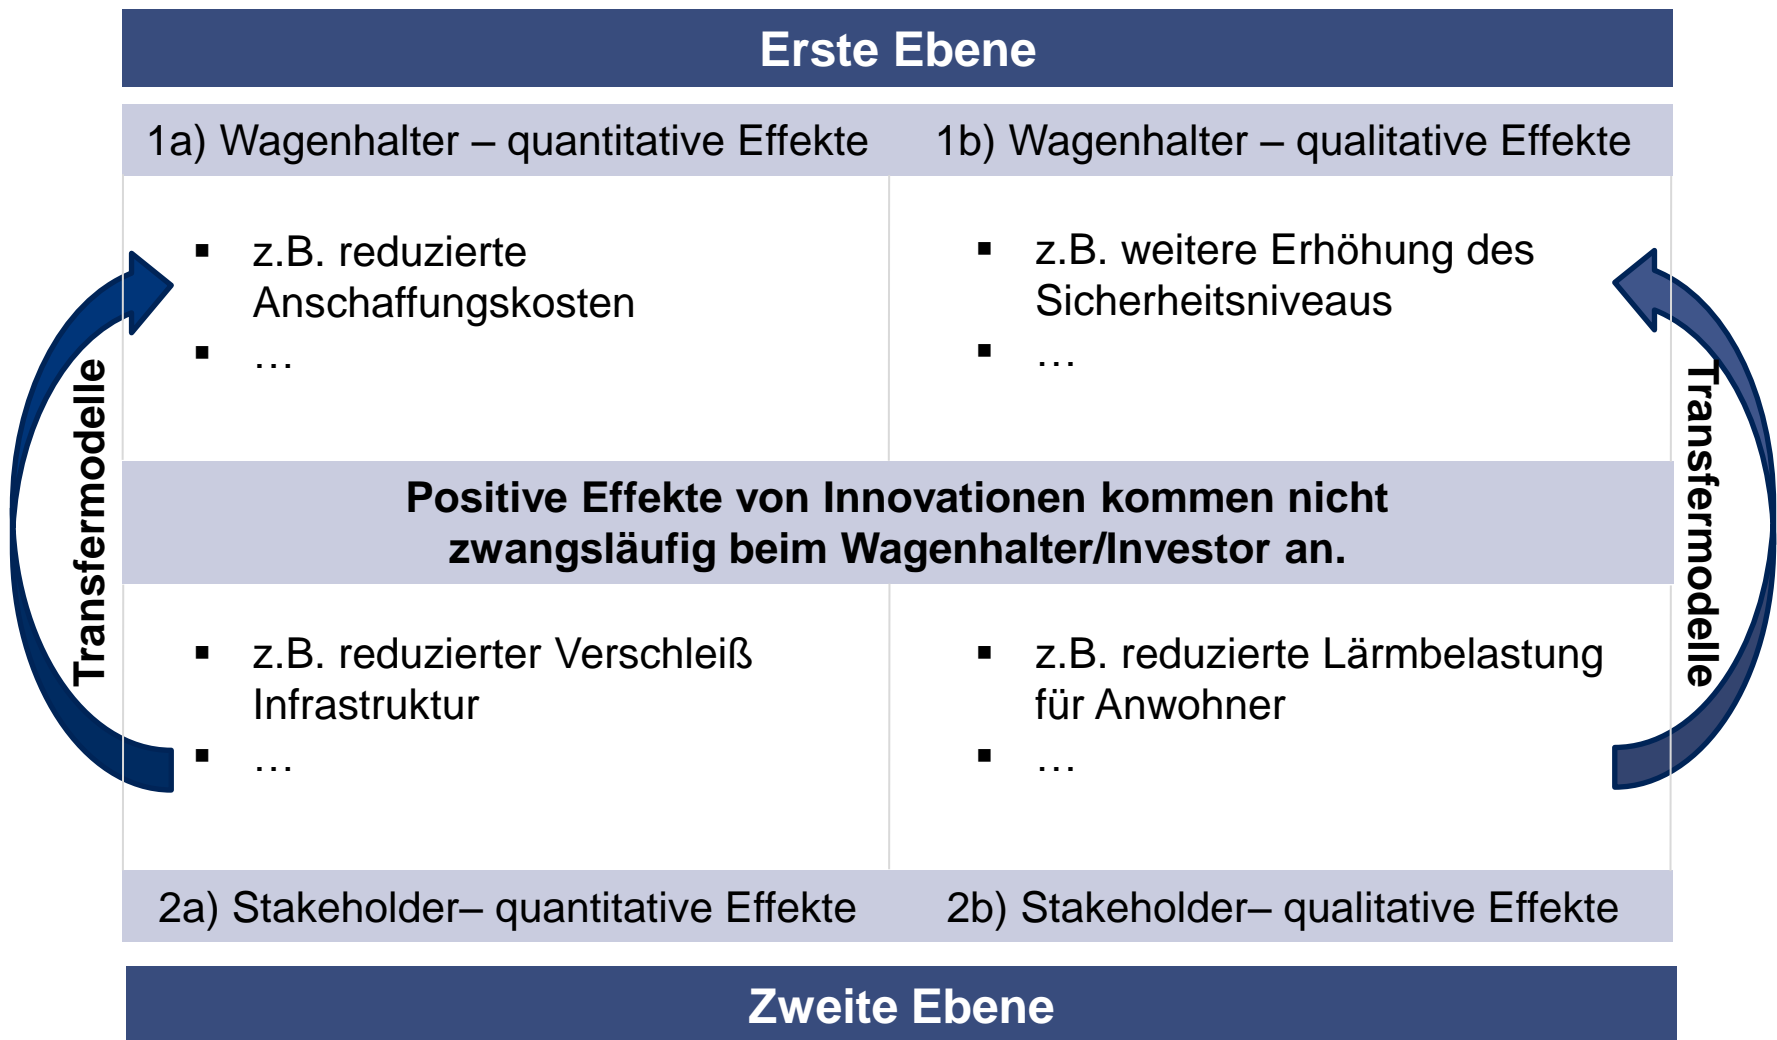 Erste Ebene
1a) Wagenhalter – quantitative Effekte
1b) Wagenhalter – qualitative Effekte
▪ z.B. reduzierte
Anschaffungskosten
▪ …
▪ z.B. weitere Erhöhung des
Sicherheitsniveaus
▪ …
Transfermodelle
Transfermodelle
Positive Effekte von Innovationen kommen nicht
zwangsläufig beim Wagenhalter/Investor an.
▪ z.B. reduzierter Verschleiß
Infrastruktur
▪ …
▪ z.B. reduzierte Lärmbelastung
für Anwohner
▪ …
2a) Stakeholder– quantitative Effekte
2b) Stakeholder– qualitative Effekte
Zweite Ebene